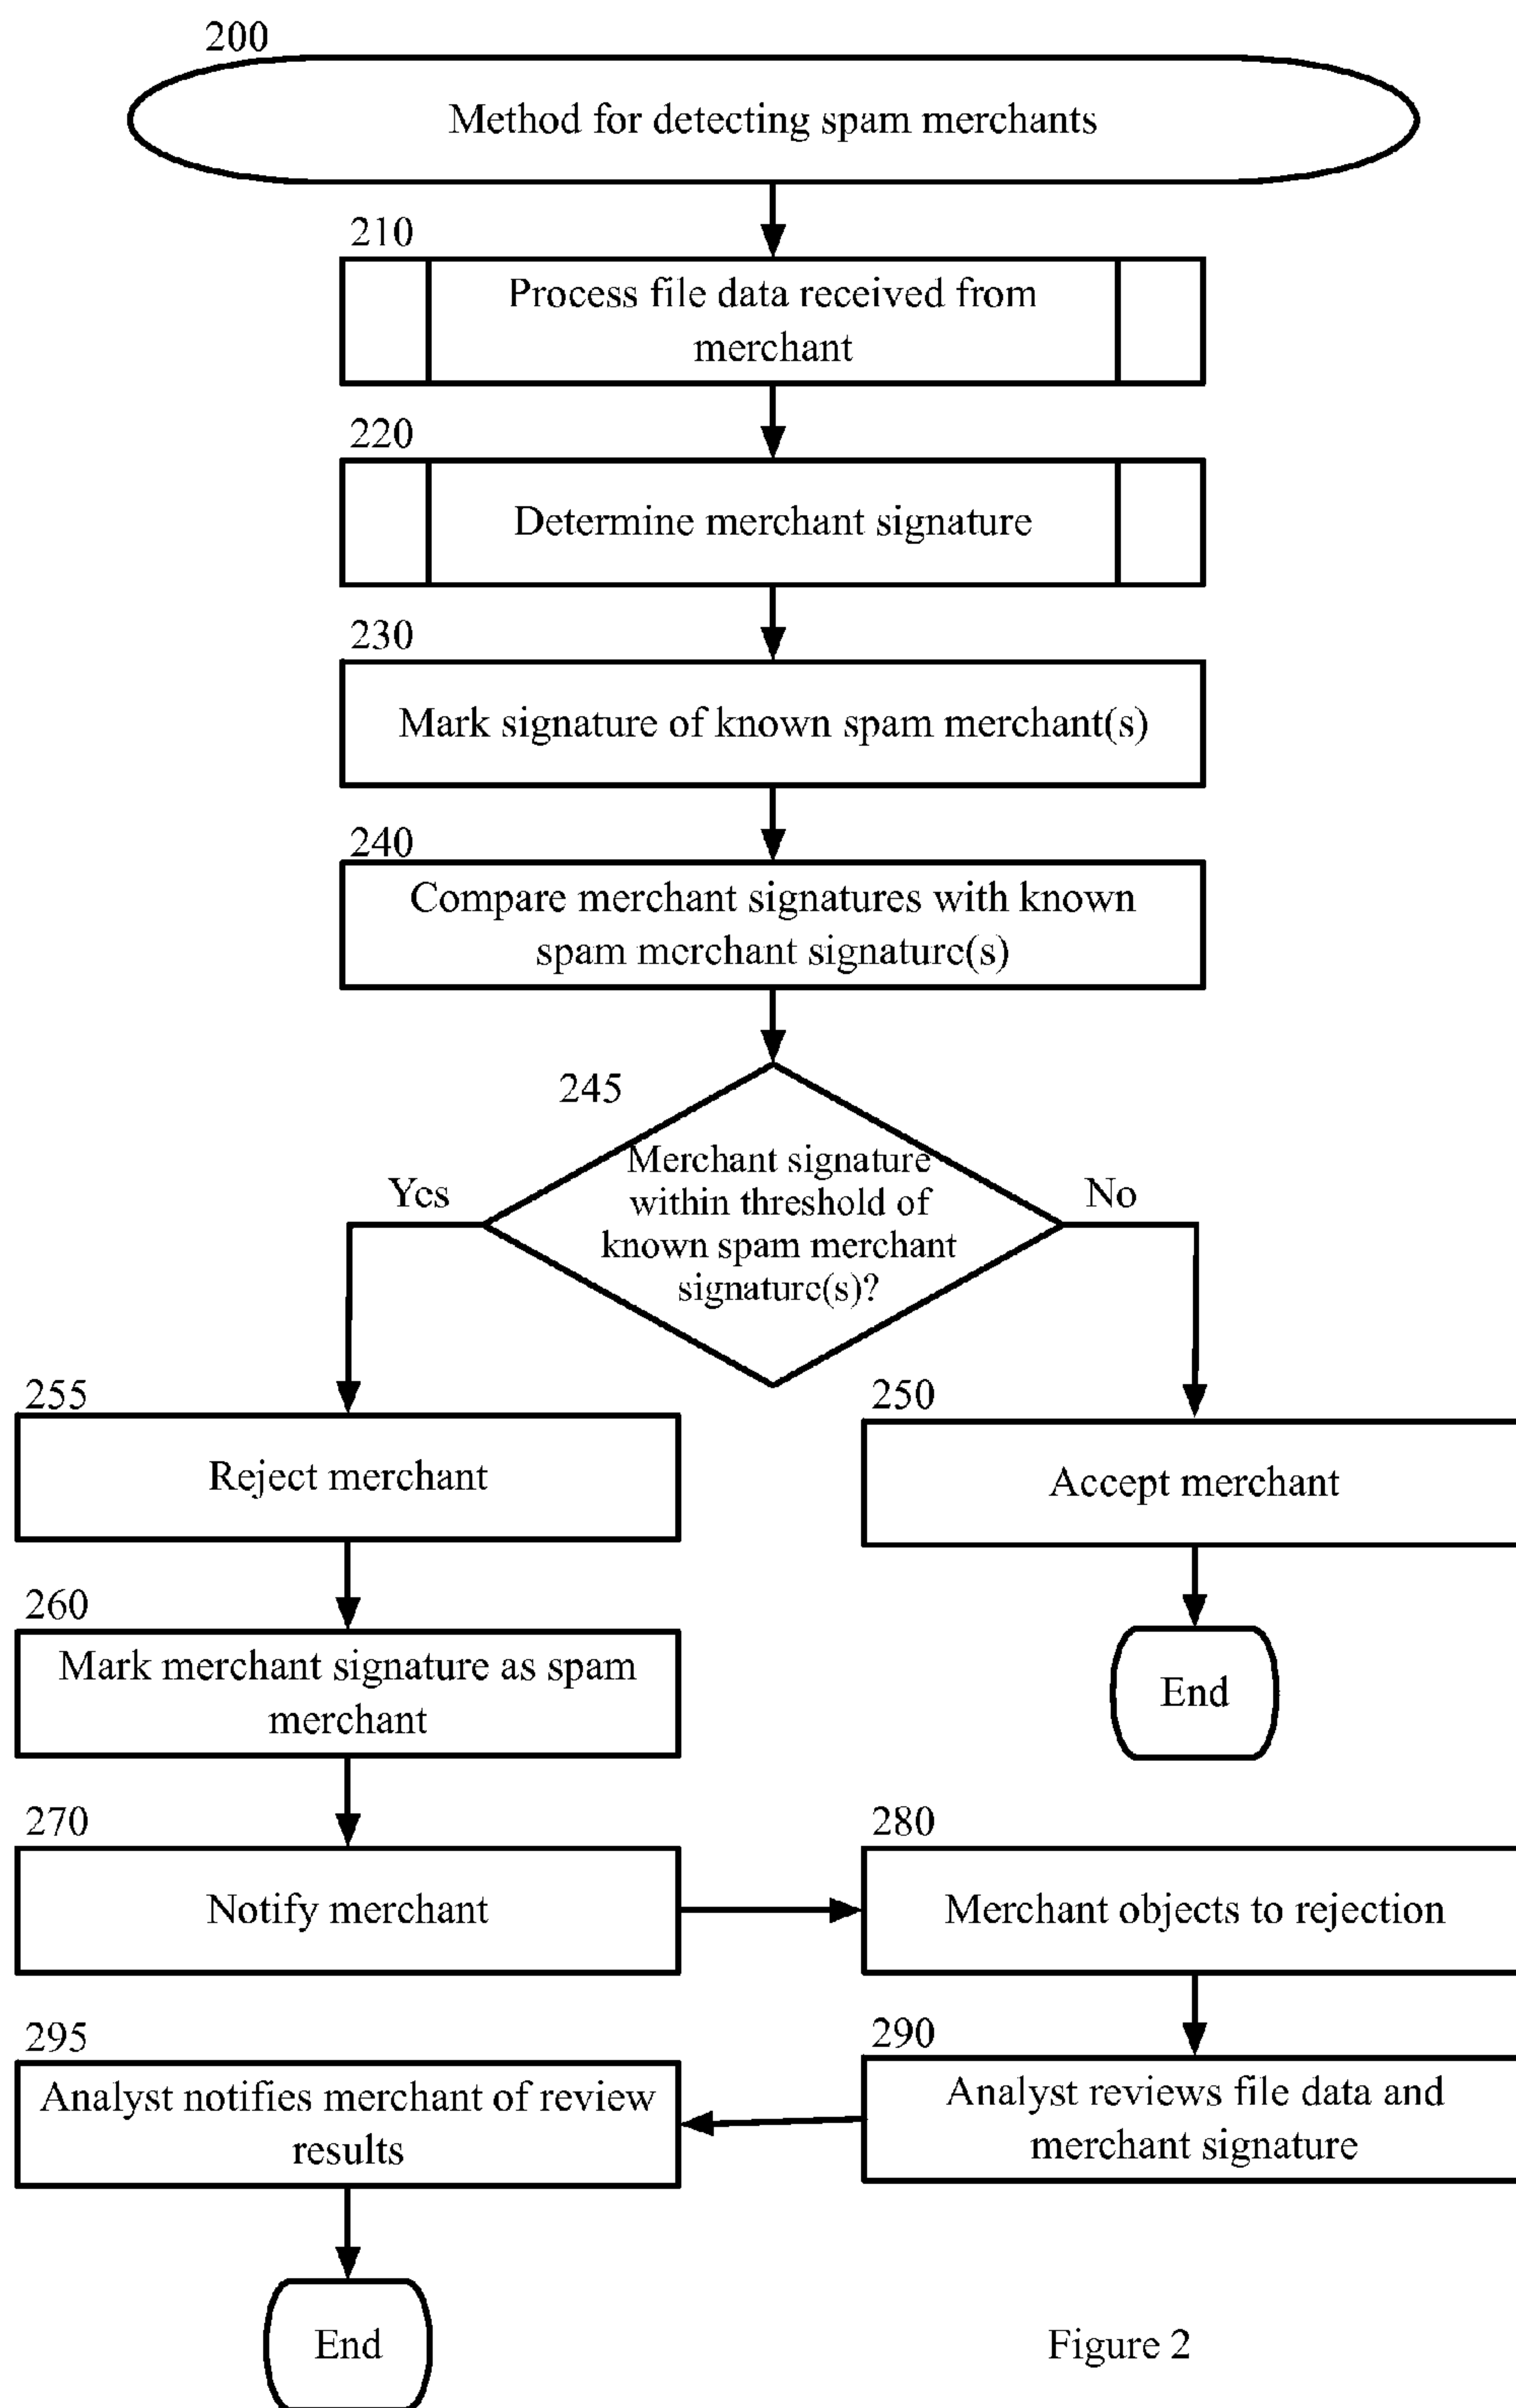 200
Method for detecting spam merchants
210
Process file data received from
merchant
220
Determine merchant signature
230
Mark signature of known spam merchant(s)
240
Compare merchant signatures with known
spam merchant signature(s)
245
Merchant signature
within threshold of
known spam merchant
signature(s)?
Yes
No
255
Reject merchant
250
Accept merchant
260
Mark merchant signature as spam
merchant
End
270
Notify merchant
280
Merchant objects to rejection
295
Analyst notifies merchant of review
results
290
Analyst reviews file data and
merchant signature
End
Figure 2